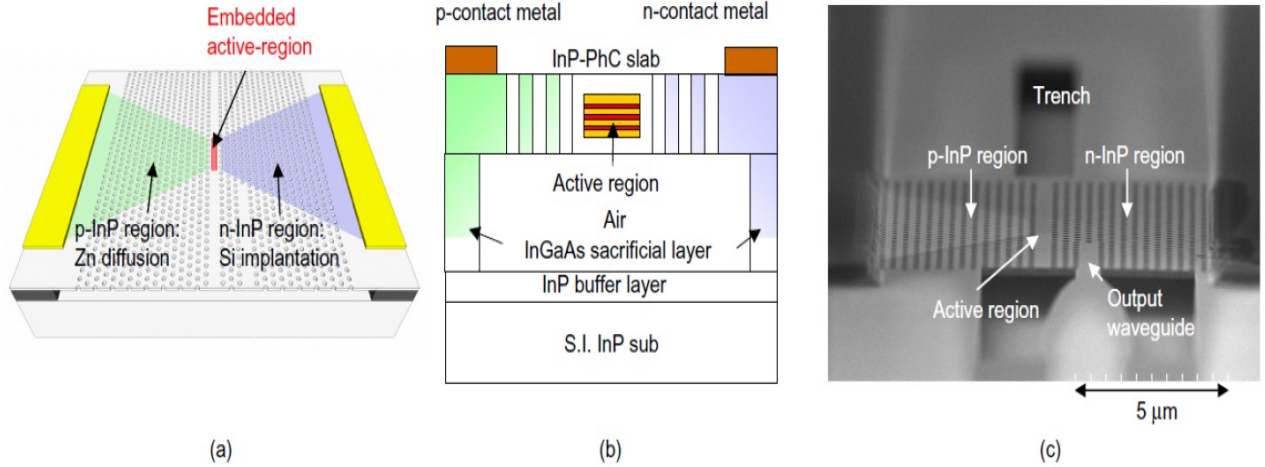 Embedded
active-region
p-InP region:
Zn diffusion
n-InP region:
Si implantation
(a)
p-contact metal
n-contact metal
InP-PhC slab
Active region
Air
InGaAs sacrificial layer
InP buffer layer
S.I. InP sub
(b)
Trench
p-InP region
n-InP region
Active region
Output
waveguide
5 μm
(c)